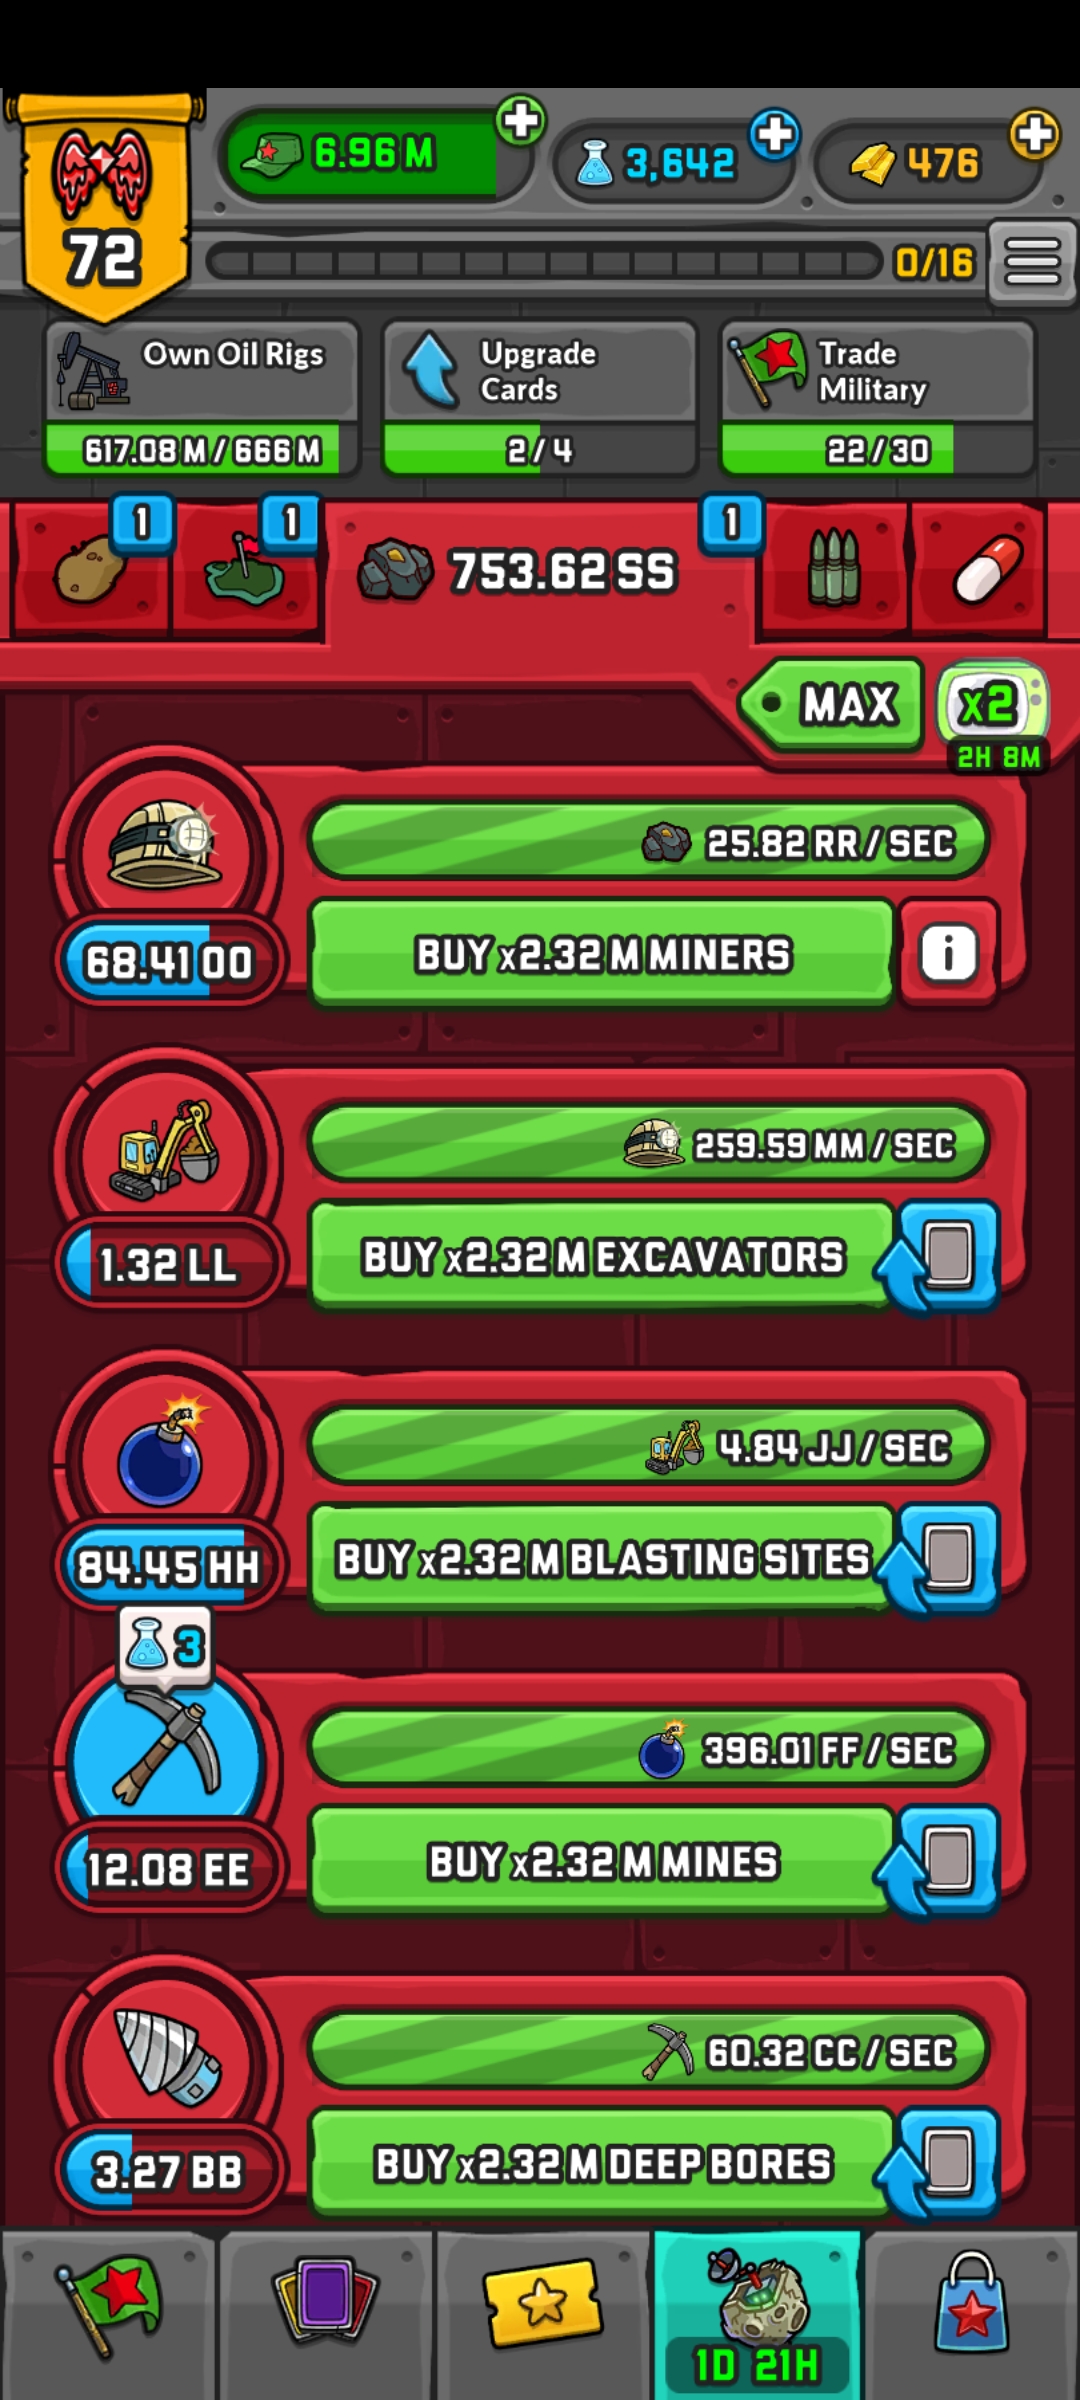 6.96 M
3,642
476
72
0/16
Own Oil Rigs
617.08 M / 666 M
Upgrade
Cards
2/4
Trade
Military
22/30
1
1
753.62 SS
1
MAX
x2
2H 8M
25.82 RR / SEC
68.41 OO
BUY x2.32 M MINERS
i
259.59 MM / SEC
1.32 LL
BUY x2.32 M EXCAVATORS
4.84 JJ / SEC
84.45 HH
BUY x2.32 M BLASTING SITES
3
396.01 FF / SEC
12.08 EE
BUY x2.32 M MINES
60.32 CC / SEC
3.27 BB
BUY x2.32 M DEEP BORES
1D 21H